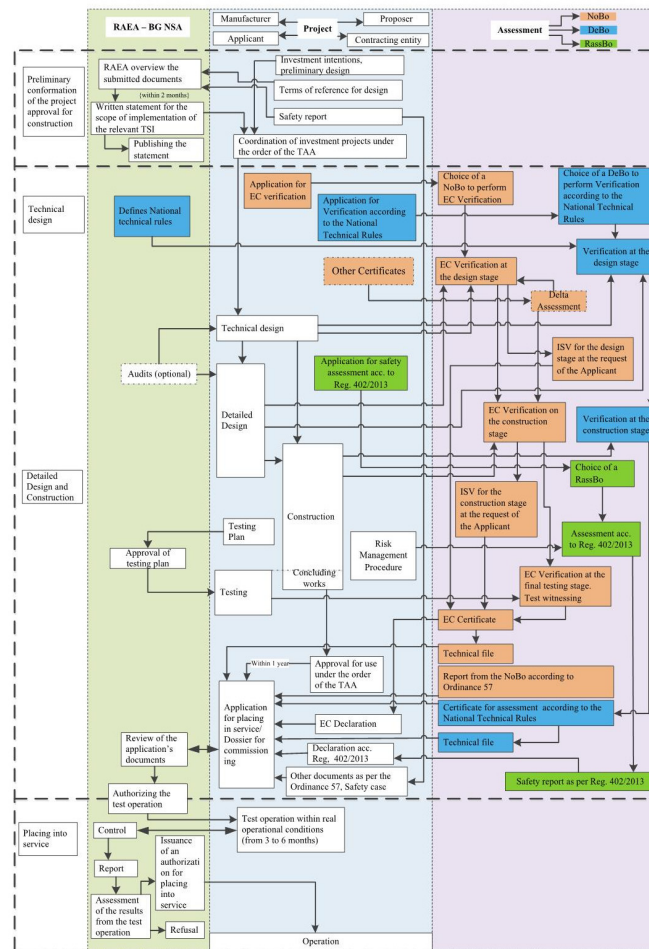 RAEA – BG NSA
Manufacturer
Proposer
Project
Applicant
Contracting entity
Assessment
NoBo
DeBo
RassBo
Preliminary
conformation of the project
approval for
construction
RAEA overview the
submitted documents
{within 2 months}
Written statement for the
scope of implementation of
the relevant TSI
Publishing the
statement
Investment intentions,
preliminary design
Terms of reference for design
Safety report
Coordination of investment projects under
the order of the TAA
Technical
design
Defines National
technical rules
Application for
EC verification
Application for
Verification according
to the National Technical
Rules
Choice of a
NoBo to perform
EC Verification
Choice of a DeBo to
perform Verification
according to the
National Technical
Rules
Verification at the
design stage
Other Certificates
EC Verification at
the design stage
Delta
Assessment
Technical design
Audits (optional)
Application for safety
assessment acc. to
Reg. 402/2013
ISV for the design
stage at the request
of the Applicant
Detailed
Design
EC Verification on
the construction
stage
Verification at the
construction stage
Detailed
Design and
Construction
Choice of a
RassBo
Construction
ISV for the
construction stage
at the request of
the Applicant
Testing
Plan
Approval of
testing plan
Risk
Management
Procedure
Assessment acc.
to Reg. 402/2013
Testing
Concluding
works
EC Verification at the
final testing stage.
Test witnessing
EC Certificate
Technical file
Within 1 year
Approval for use
under the order
of the TAA
Report from the NoBo according to
Ordinance 57
Application
for placing
in service/
Dossier for
commission
ing
EC Declaration
Certificate for assessment according to the
National Technical Rules
Review of the
application's
documents
Declaration acc.
Reg, 402/2013
Technical file
Other documents as per the
Ordinance 57, Safety case
Safety report as per Reg. 402/2013
Authorizing the
test operation
Placing into
service
Control
Test operation within real
operational conditions
(from 3 to 6 months)
Report
Issuance of
an
authorizati
on for
placing
into
service
Assessment
of the results
from the test
operation
Refusal
Operation